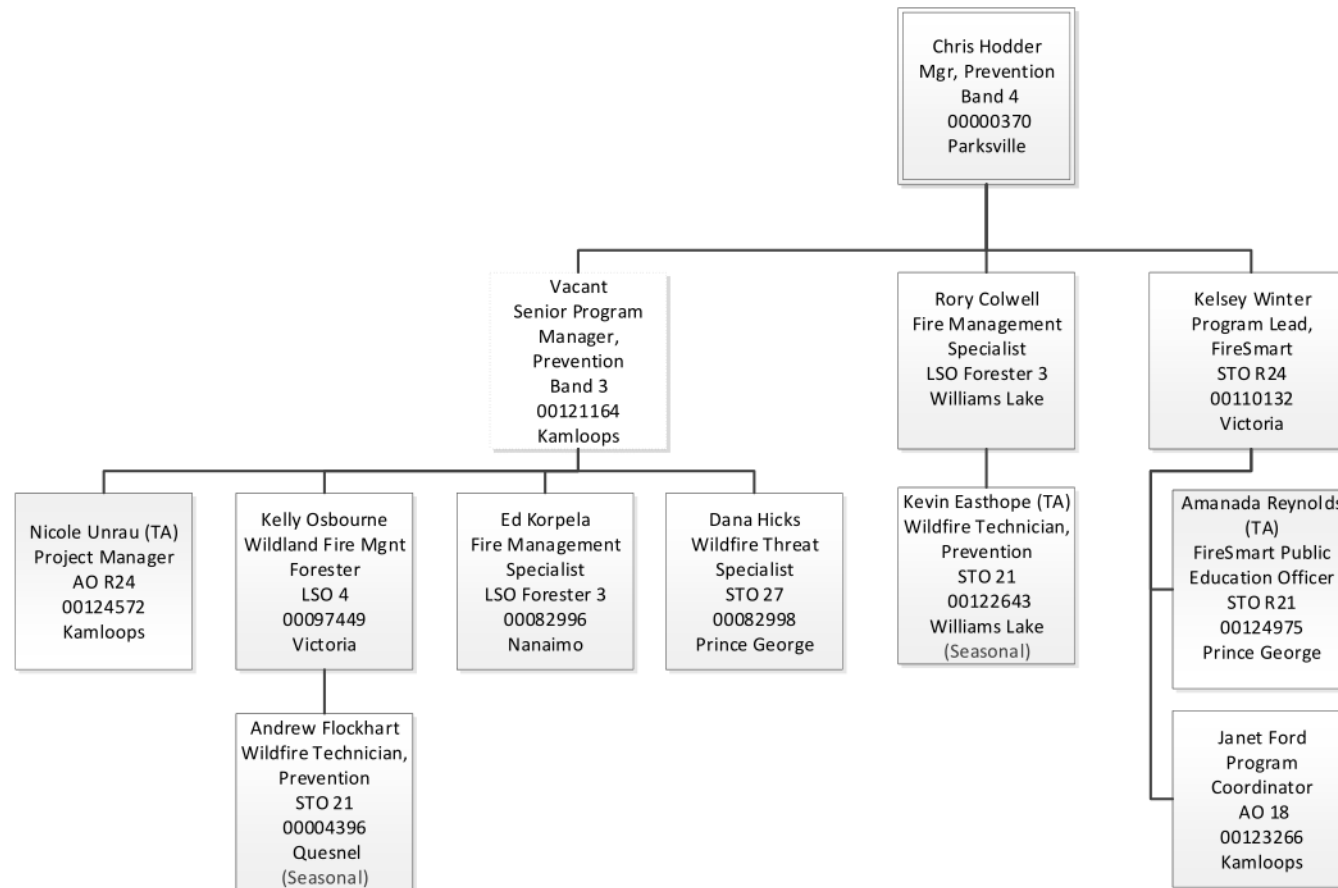 Chris Hodder
Mgr, Prevention
Band 4
00000370
Parksville
Vacant
Senior Program
Manager,
Prevention
Band 3
00121164
Kamloops
Rory Colwell
Fire Management
Specialist
LSO Forester 3
Williams Lake
Kelsey Winter
Program Lead,
FireSmart
STO R24
00110132
Victoria
Nicole Unrau (TA)
Project Manager
AO R24
00124572
Kamloops
Kelly Osbourne
Wildland Fire Mgnt
Forester
LSO 4
00097449
Victoria
Ed Korpela
Fire Management
Specialist
LSO Forester 3
00082996
Nanaimo
Dana Hicks
Wildfire Threat
Specialist
STO 27
00082998
Prince George
Kevin Easthope (TA)
Wildfire Technician,
Prevention
STO 21
00122643
Williams Lake
(Seasonal)
Amanada Reynolds
(TA)
FireSmart Public
Education Officer
STO R21
00124975
Prince George
Andrew Flockhart
Wildfire Technician,
Prevention
STO 21
00004396
Quesnel
(Seasonal)
Janet Ford
Program
Coordinator
AO 18
00123266
Kamloops